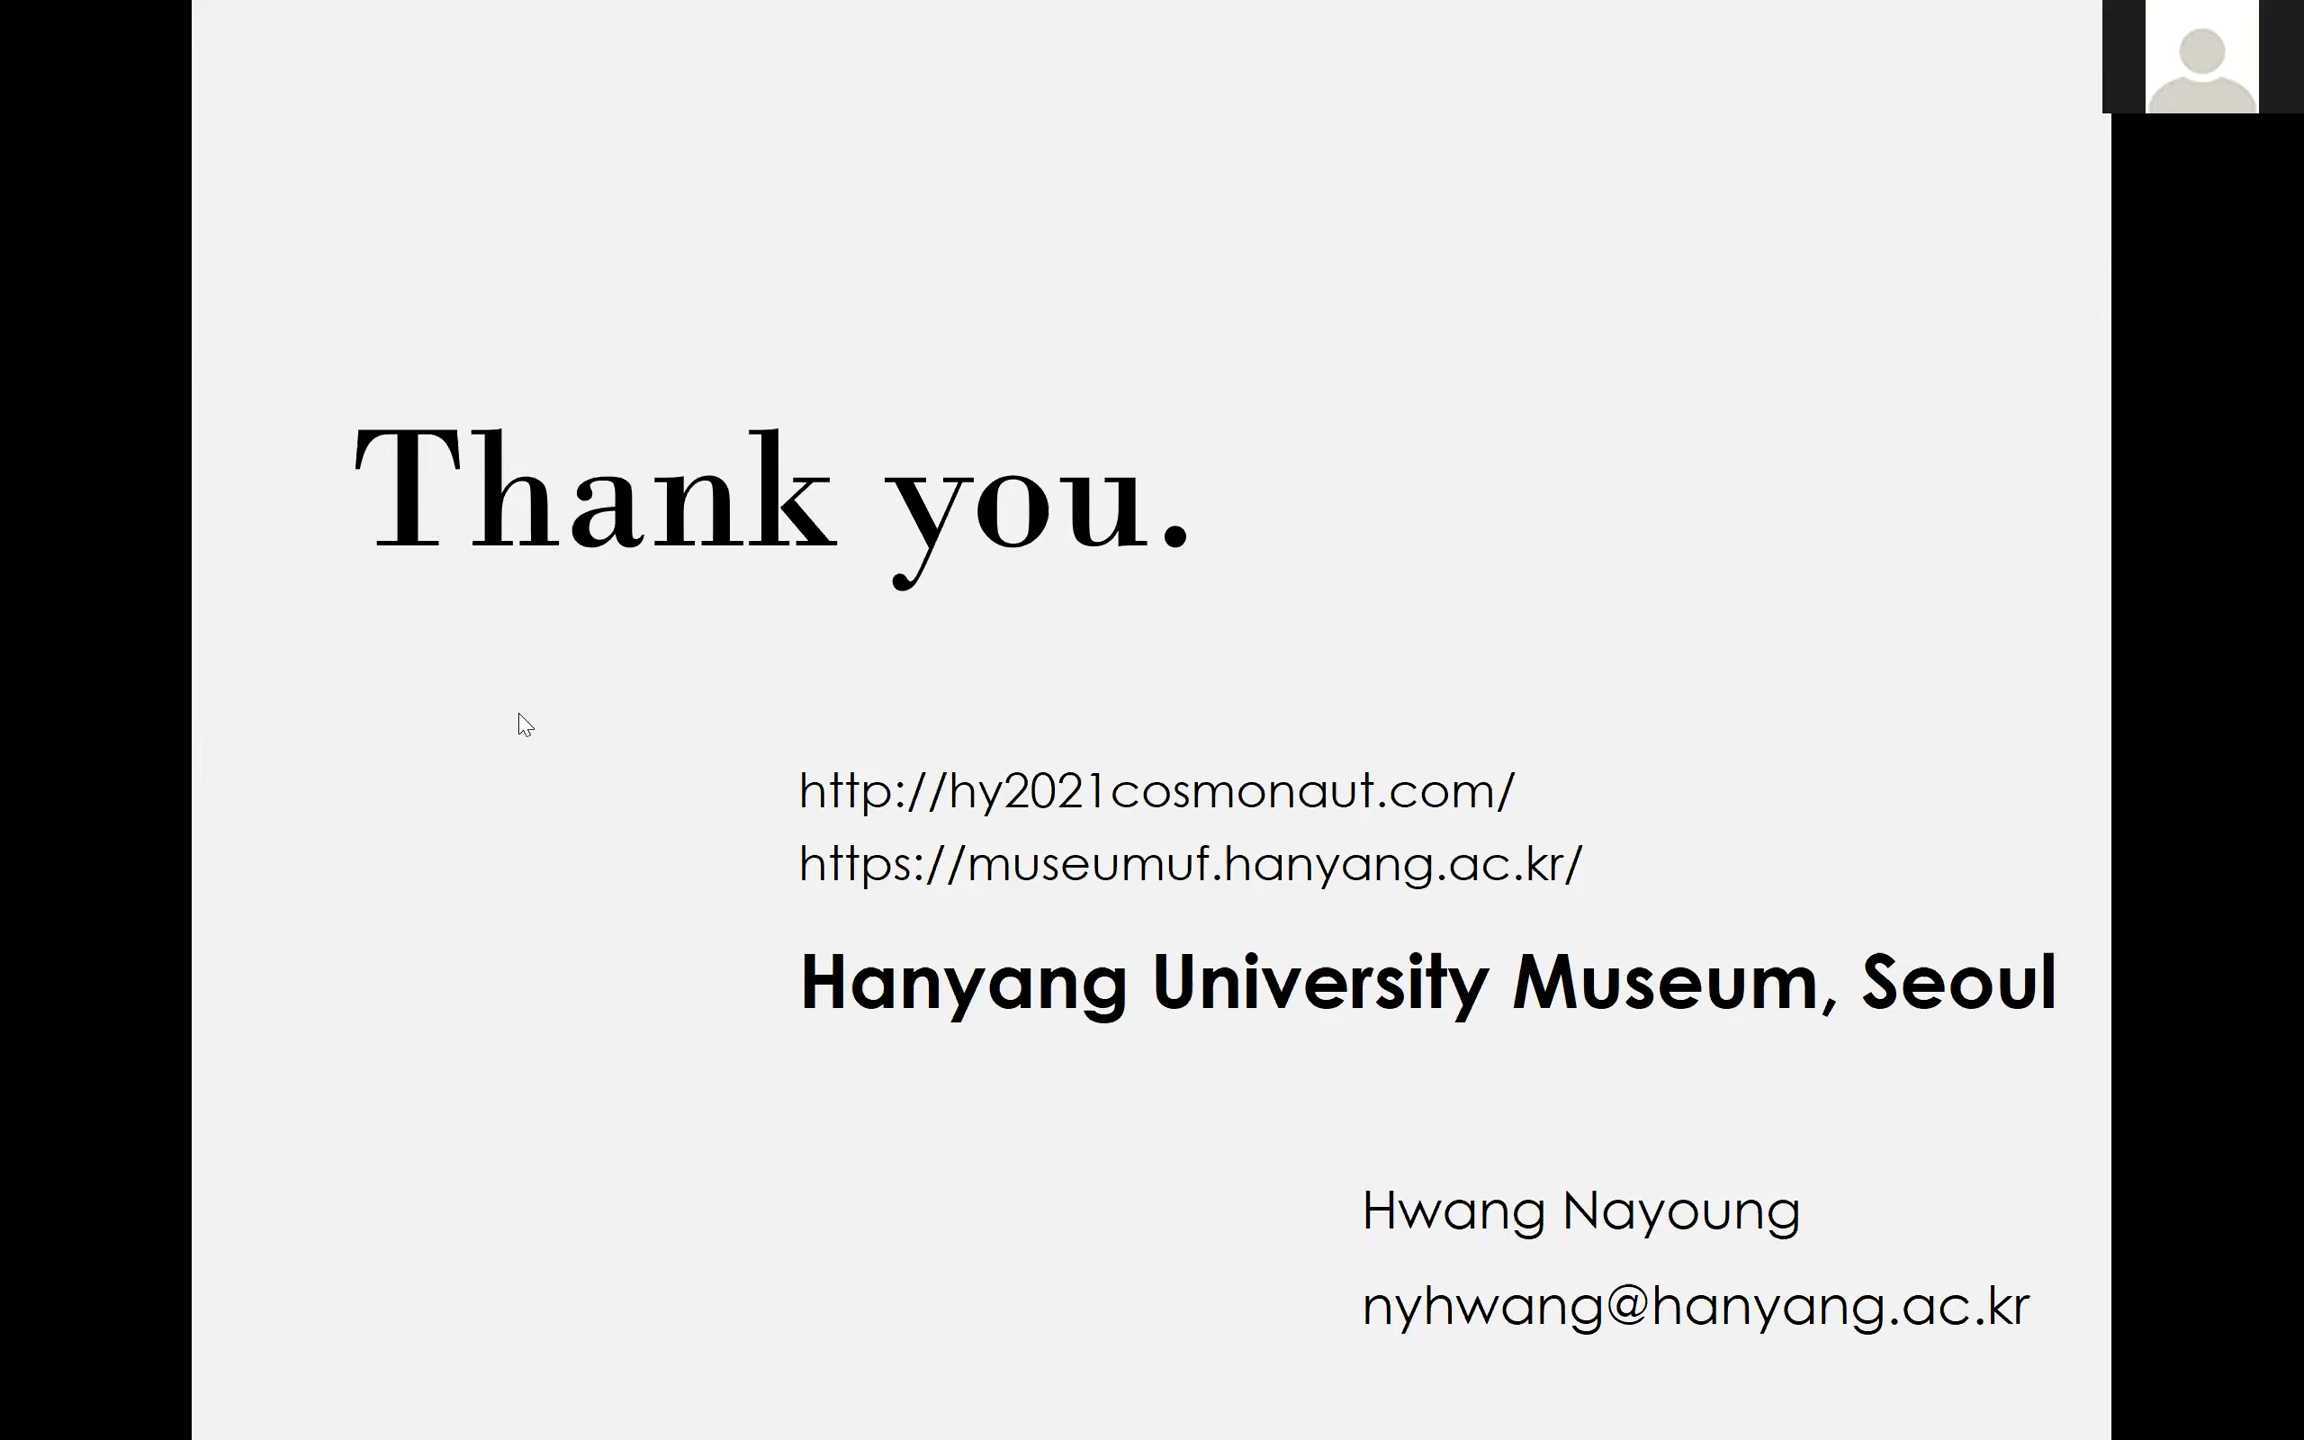 Thank you.
http://hy2021cosmonaut.com/
https://museumuf.hanyang.ac.kr/
Hanyang University Museum, Seoul
Hwang Nayoung
nyhwang@hanyang.ac.kr